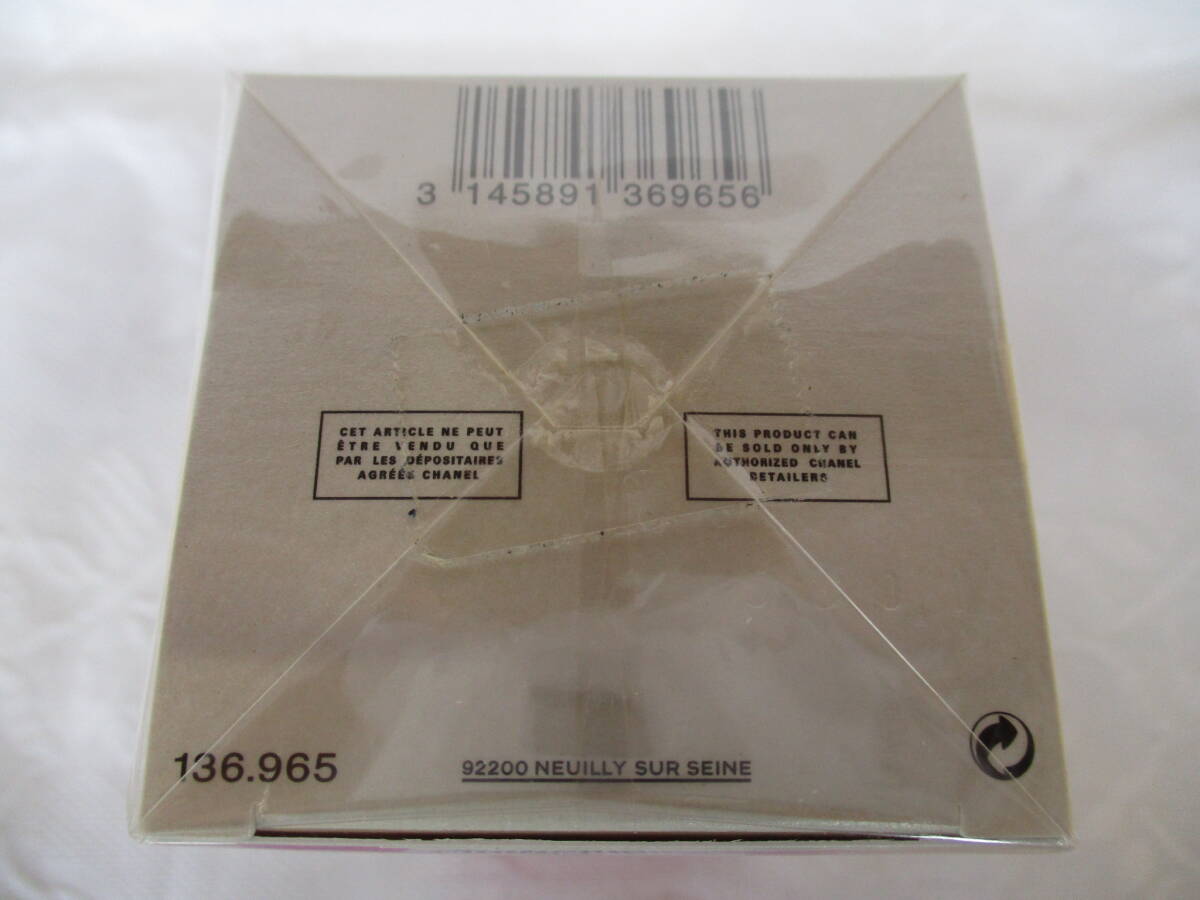 3 145891 369656
CET ARTICLE NE PEUT
ÊTRE VENDU QUE
PAR LES DÉPOSITAIRES
AGRÉÉS CHANEL
THIS PRODUCT CAN
BE SOLD ONLY BY
AUTHORIZED CHANEL
RETAILERS
136.965
92200 NEUILLY SUR SEINE